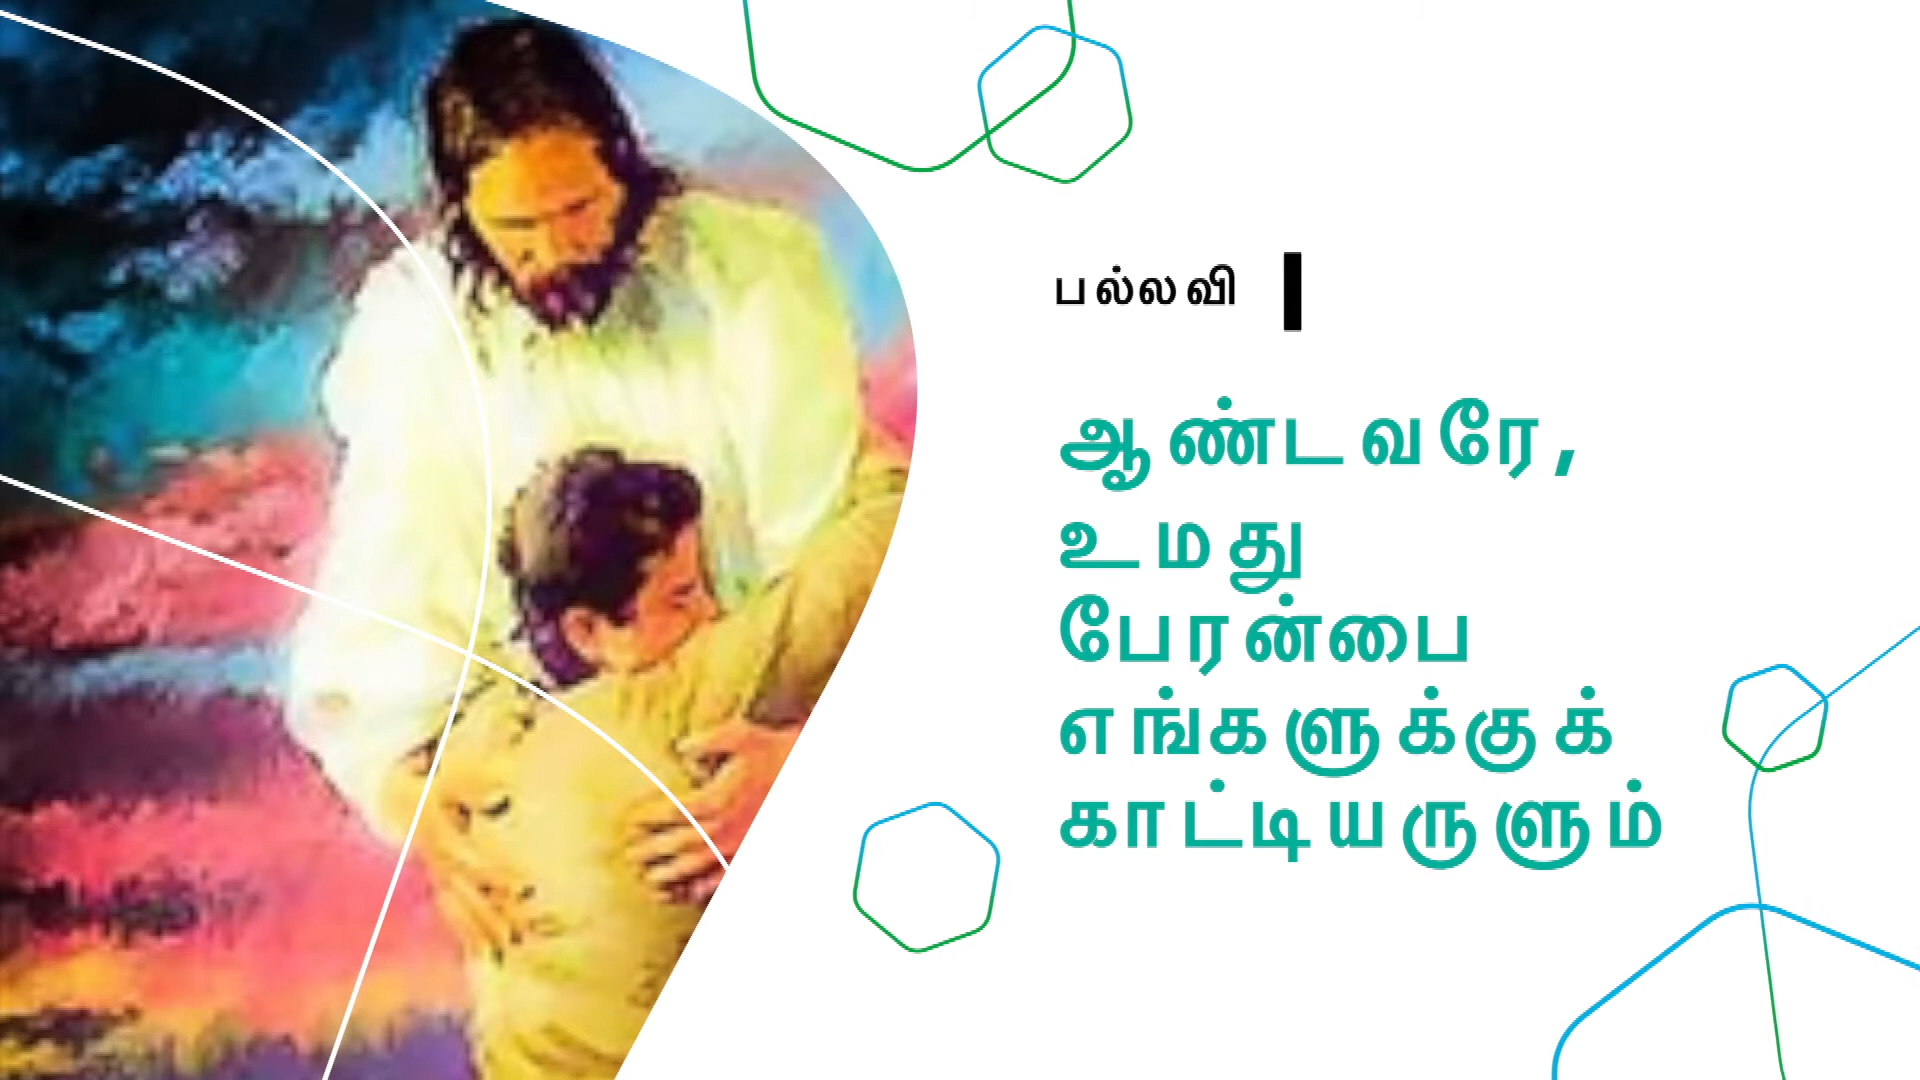 பல்லவி
ஆண்டவரே,
உமது
பேரன்பை
எங்களுக்குக்
காட்டியருளும்